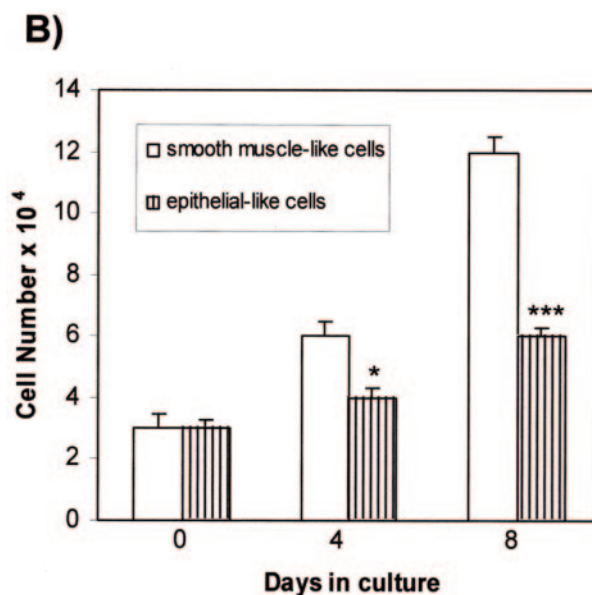 B)
14
12
10
8
6
4
2
0
Cell Number x 10⁴
smooth muscle-like cells
epithelial-like cells
*
***
0 4 8
Days in culture